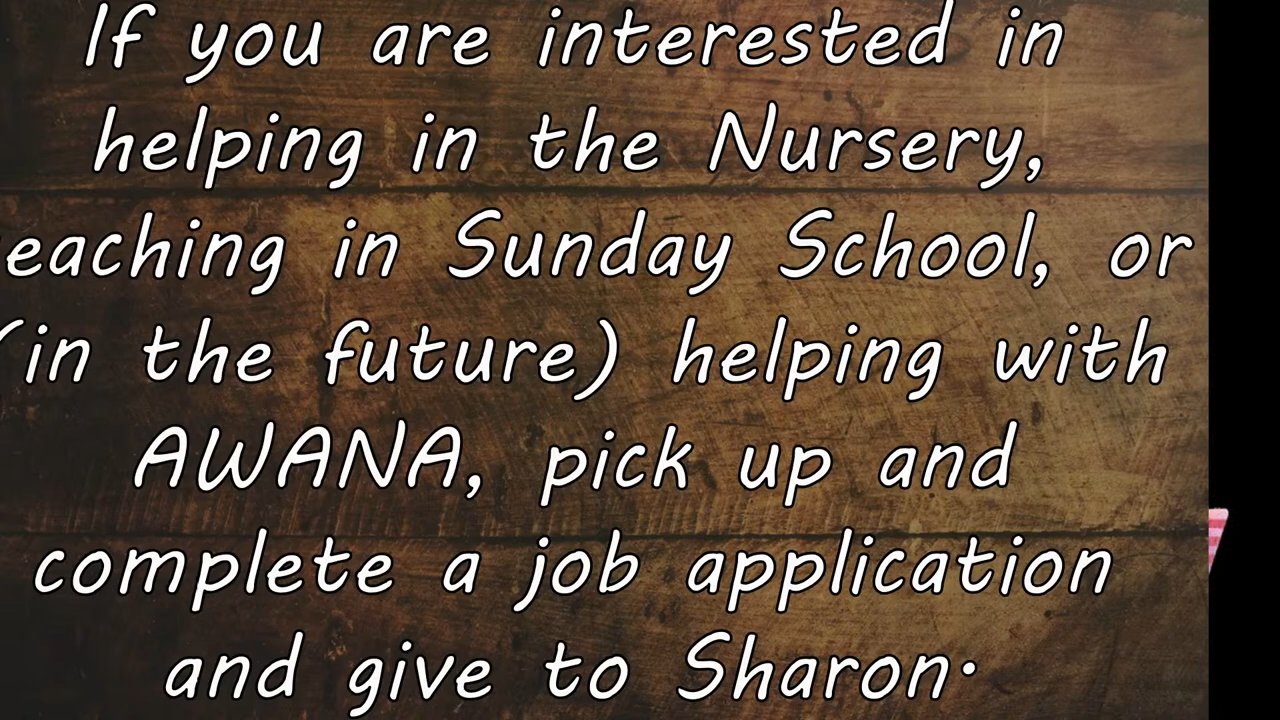 If you are interested in
helping in the Nursery,
eaching in Sunday School, or
(in the future) helping with
AWANA, pick up and
complete a job application
and give to Sharon.